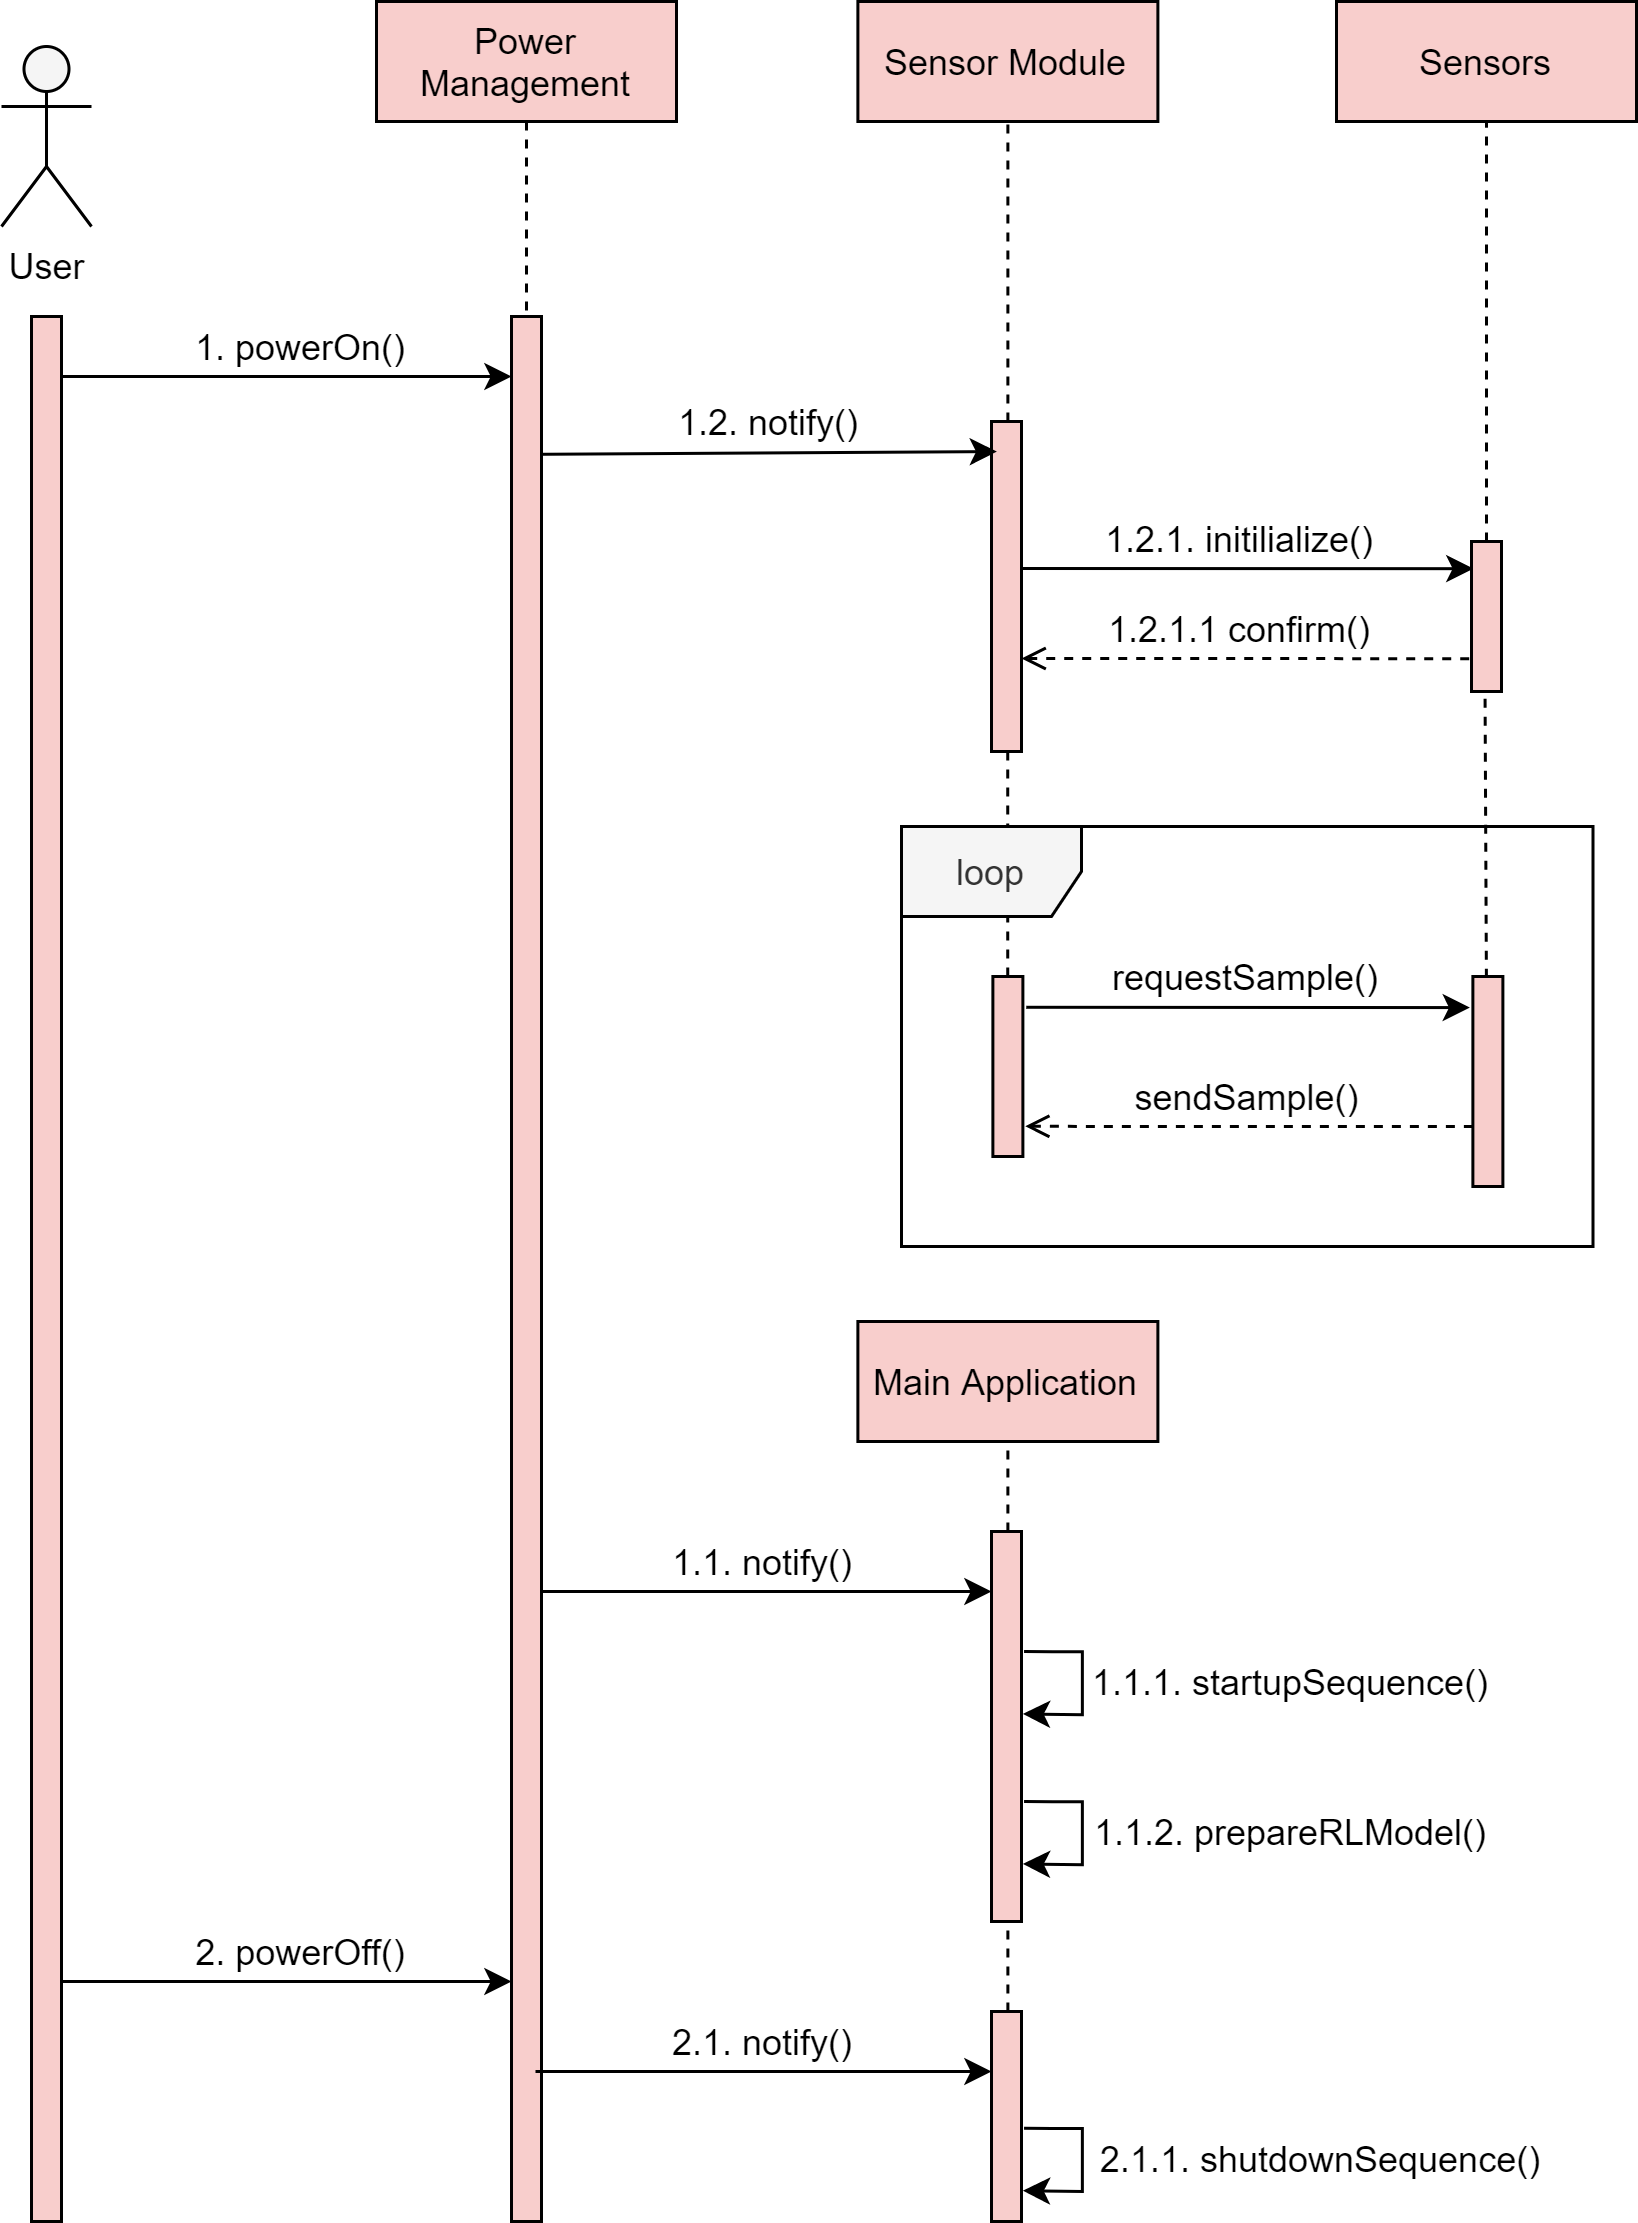 Power
Management
Sensor Module
Sensors
User
1. powerOn()
1.2. notify()
1.2.1. initilialize()
1.2.1.1 confirm()
loop
requestSample()
sendSample()
Main Application
1.1. notify()
1.1.1. startupSequence()
1.1.2. prepareRLModel()
2. powerOff()
2.1. notify()
2.1.1. shutdownSequence()